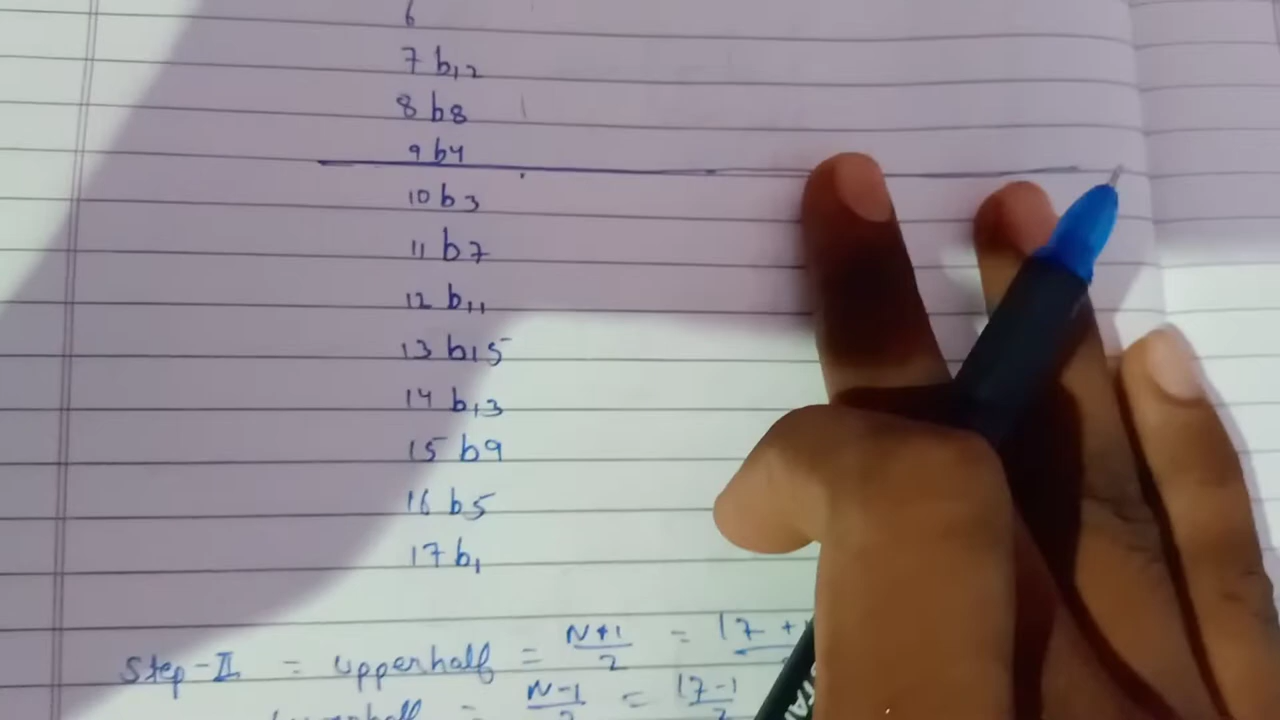 6
7 b12
8 b8
9 b4
10 b3
11 b7
12 b11
13 b15
14 b13
15 b9
16 b5
17 b1
Step-II = upperhalf = N+1/2 = 17+
= N-1/2 = 17-1/2